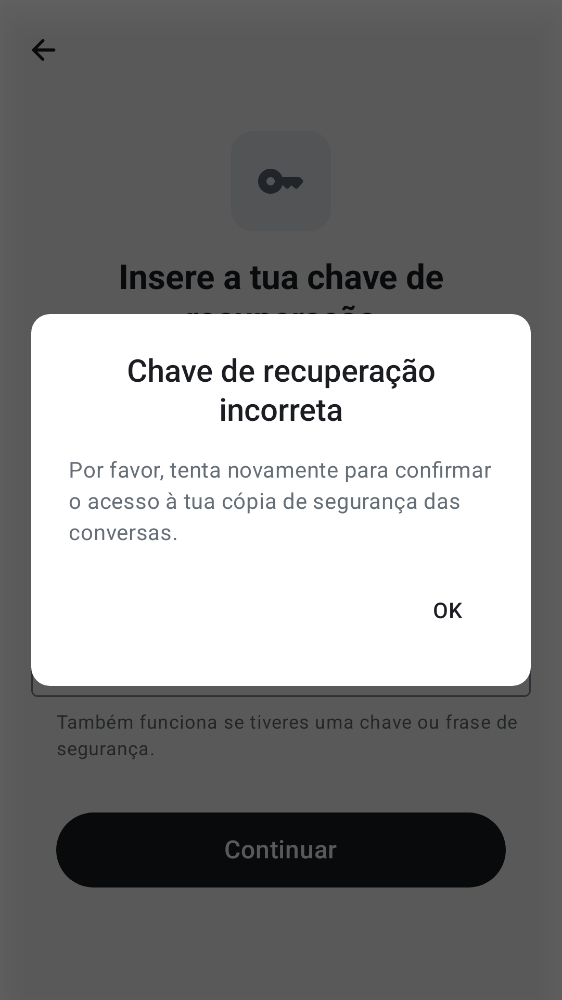 Insere a tua chave de
Chave de recuperação
incorreta
Por favor, tenta novamente para confirmar
o acesso à tua cópia de segurança das
conversas.
OK
Também funciona se tiveres uma chave ou frase de
segurança.
Continuar